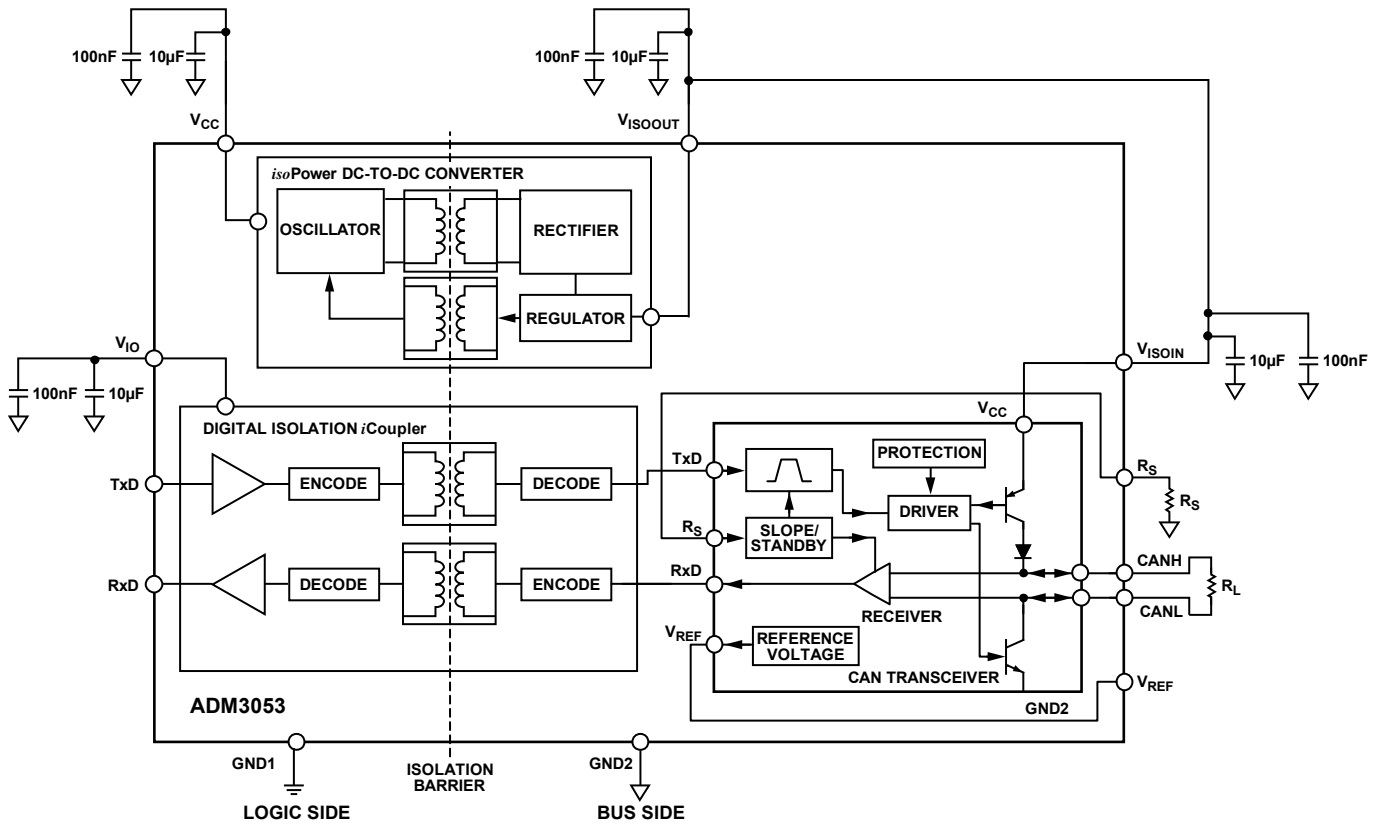 100nF
10µF
100nF
10µF
VCC
VISOOUT
isoPower DC-TO-DC CONVERTER
OSCILLATOR
RECTIFIER
REGULATOR
VIO
100nF
10µF
VISOIN
10µF
100nF
DIGITAL ISOLATION iCoupler
VCC
TxD
ENCODE
DECODE
TxD
PROTECTION
DRIVER
RS
RS
RS
SLOPE/
STANDBY
RxD
DECODE
ENCODE
RxD
RECEIVER
CANH
RL
CANL
VREF
REFERENCE
VOLTAGE
CAN TRANSCEIVER
VREF
GND2
ADM3053
GND1
ISOLATION
BARRIER
GND2
LOGIC SIDE
BUS SIDE